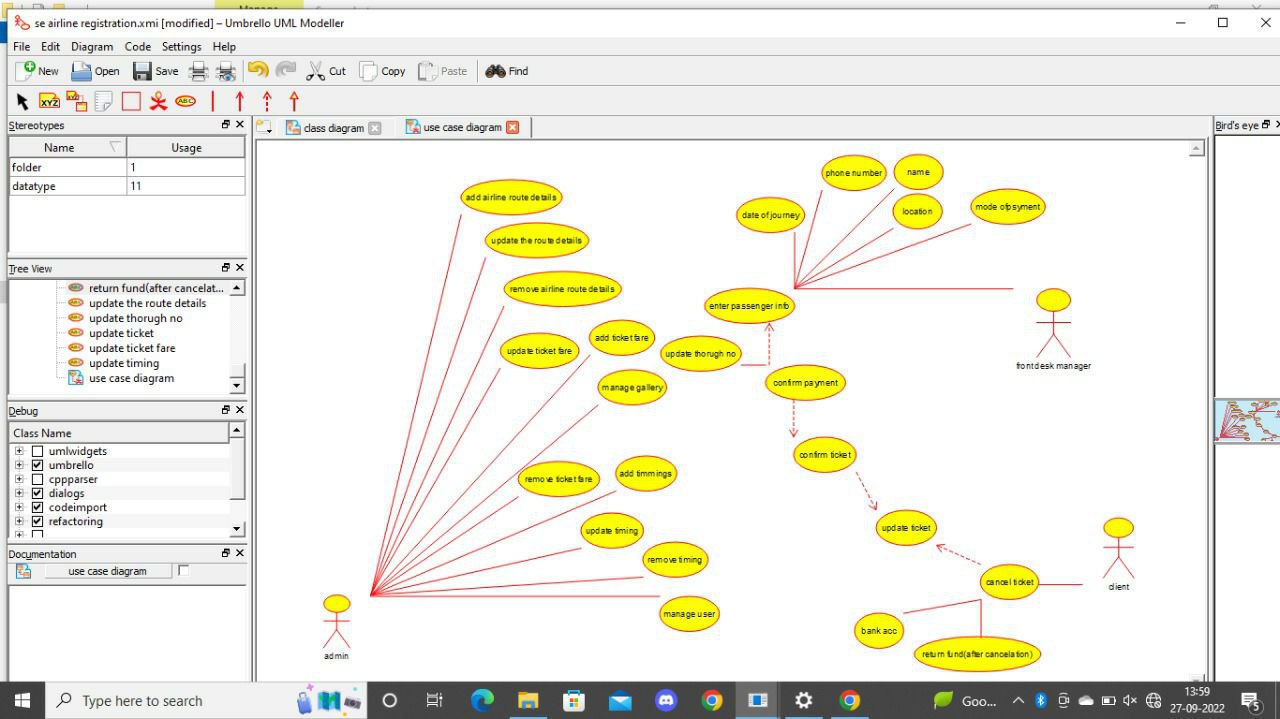 Manage
se airline registration.xmi [modified] – Umbrello UML Modeller
File Edit Diagram Code Settings Help
New Open Save Cut Copy Paste Find
XYZ ABC
Stereotypes
Name Usage
folder 1
datatype 11
Tree View
return fund(after cancelat...
update the route details
update thorugh no
update ticket
update ticket fare
update timing
use case diagram
Debug
Class Name
umlwidgets
umbrello
cppparser
dialogs
codeimport
refactoring
Documentation
use case diagram
class diagram use case diagram
Bird's eye
phone number
name
add airline route details
mode of psyment
date of journey
location
update the route details
remove airline route details
enter passenger info
add ticket fare
update ticket fare
update thorugh no
front desk manager
confirm payment
manage gallery
confirm ticket
remove ticket fare
add timmings
update ticket
update timing
remove timing
cancel ticket
client
manage user
bank acc
return fund(after cancelation)
admin
Type here to search
Goo...
13:59
27-09-2022
5